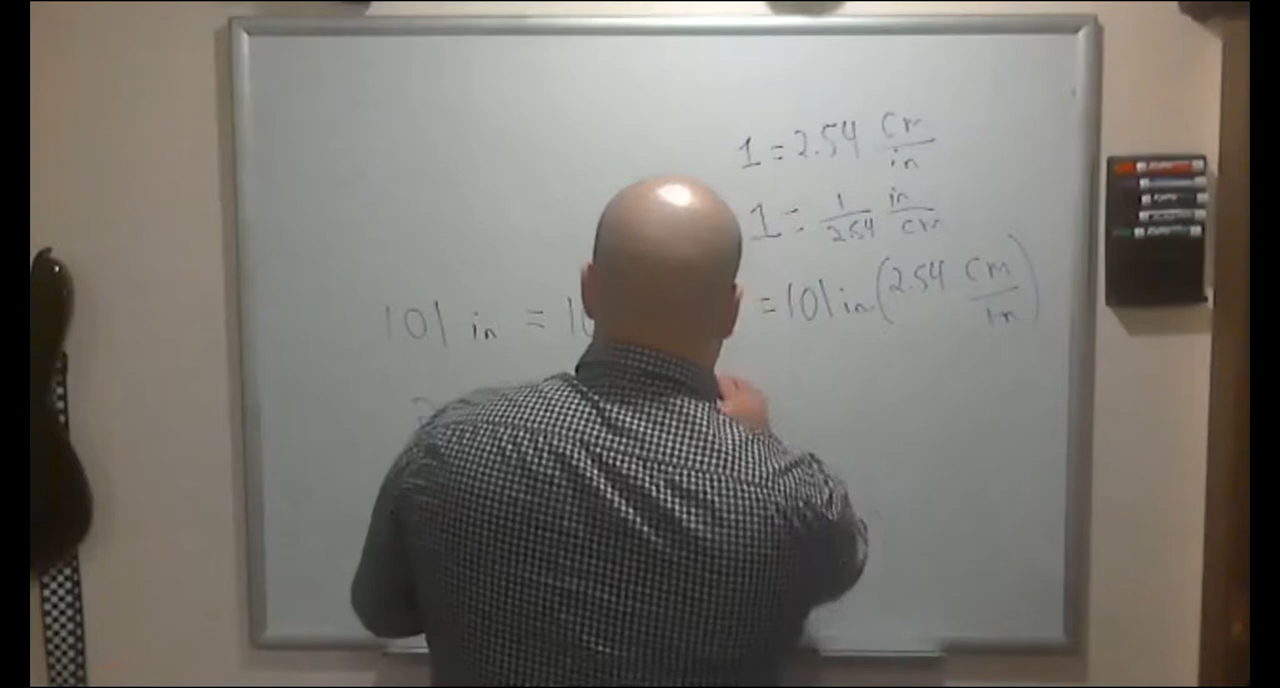 1 = 2.54 cm/in
1 = 1/2.54 in/cm
101 in = = 101 in (2.54 cm/in)